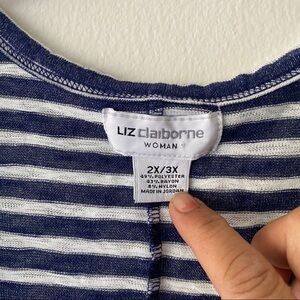 LIZ claiborne
WOMAN
2X/3X
49% POLYESTER
43% RAYON
8% NYLON
MADE IN JORDAN